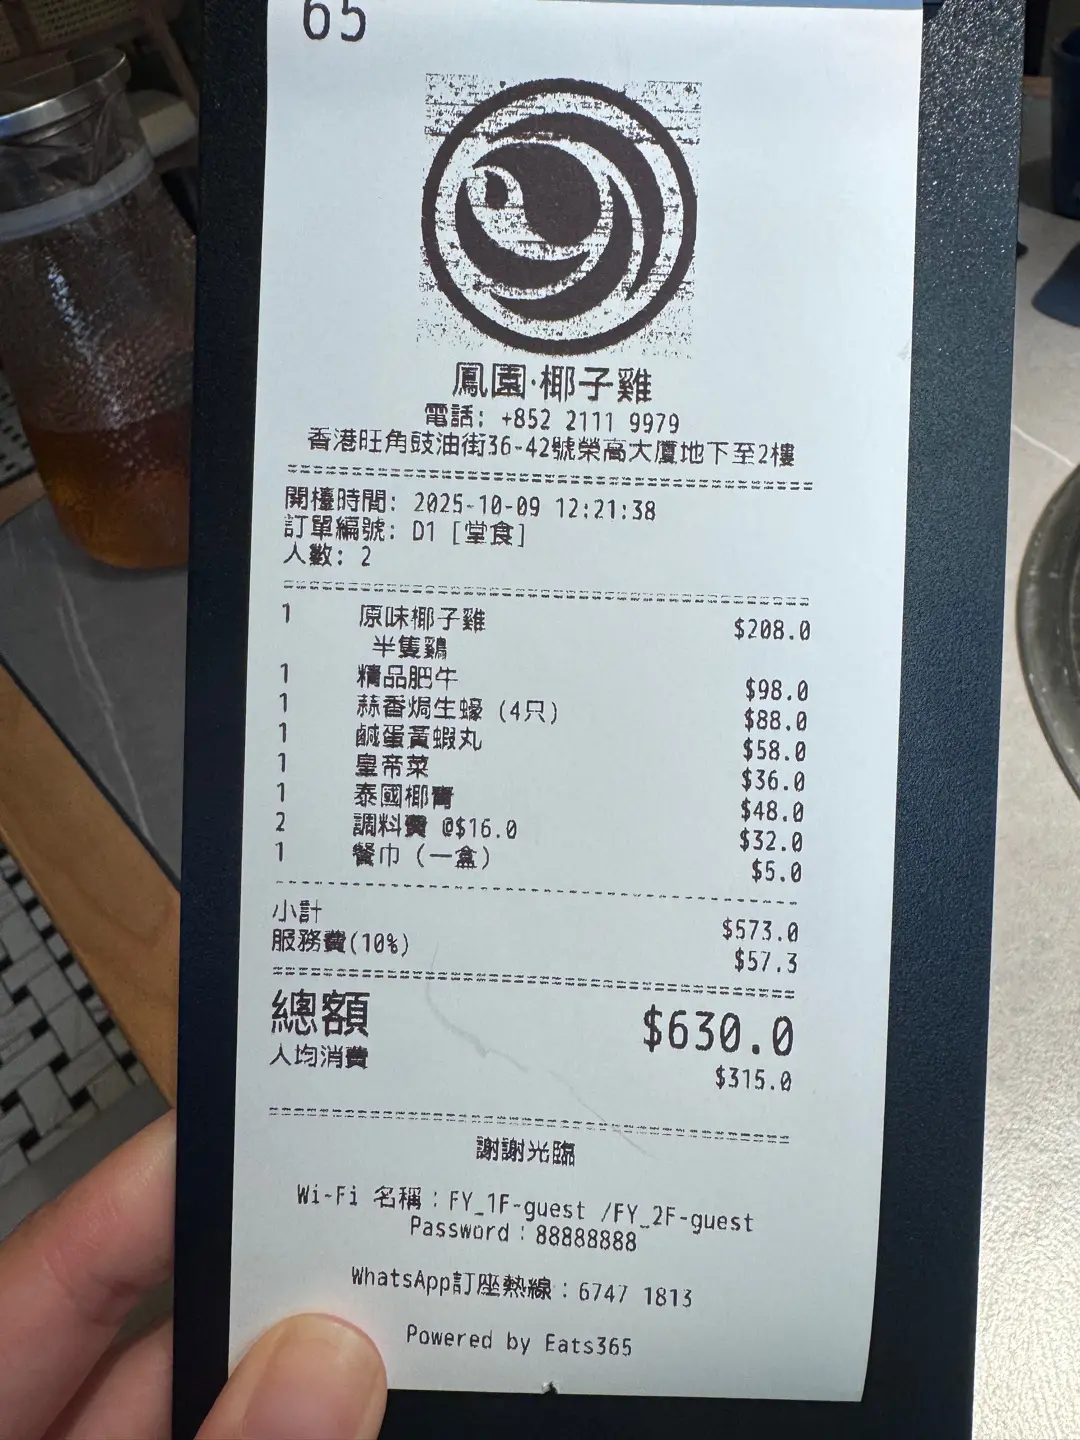 65
鳳園·椰子雞
電話: +852 2111 9979
香港旺角豉油街36-42號榮高大廈地下至2樓
開檯時間: 2025-10-09 12:21:38
訂單編號: D1 [堂食]
人數: 2
1 原味椰子雞 $208.0
半隻鷄
1 精品肥牛 $98.0
1 蒜香焗生蠔 (4只) $88.0
1 鹹蛋黃蝦丸 $58.0
1 皇帝菜 $36.0
1 泰國椰青 $48.0
2 調料費 @$16.0 $32.0
1 餐巾 (一盒) $5.0
小計 $573.0
服務費(10%) $57.3
總額 $630.0
人均消費 $315.0
謝謝光臨
Wi-Fi 名稱：FY_1F-guest /FY_2F-guest
Password：88888888
WhatsApp訂座熱線：6747 1813
Powered by Eats365